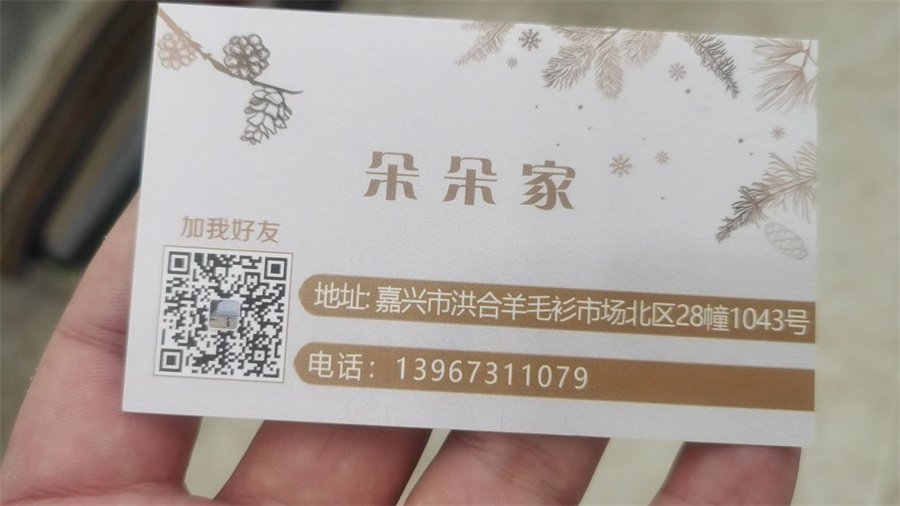 朵朵家
加我好友
地址: 嘉兴市洪合羊毛衫市场北区28幢1043号
电话: 13967311079